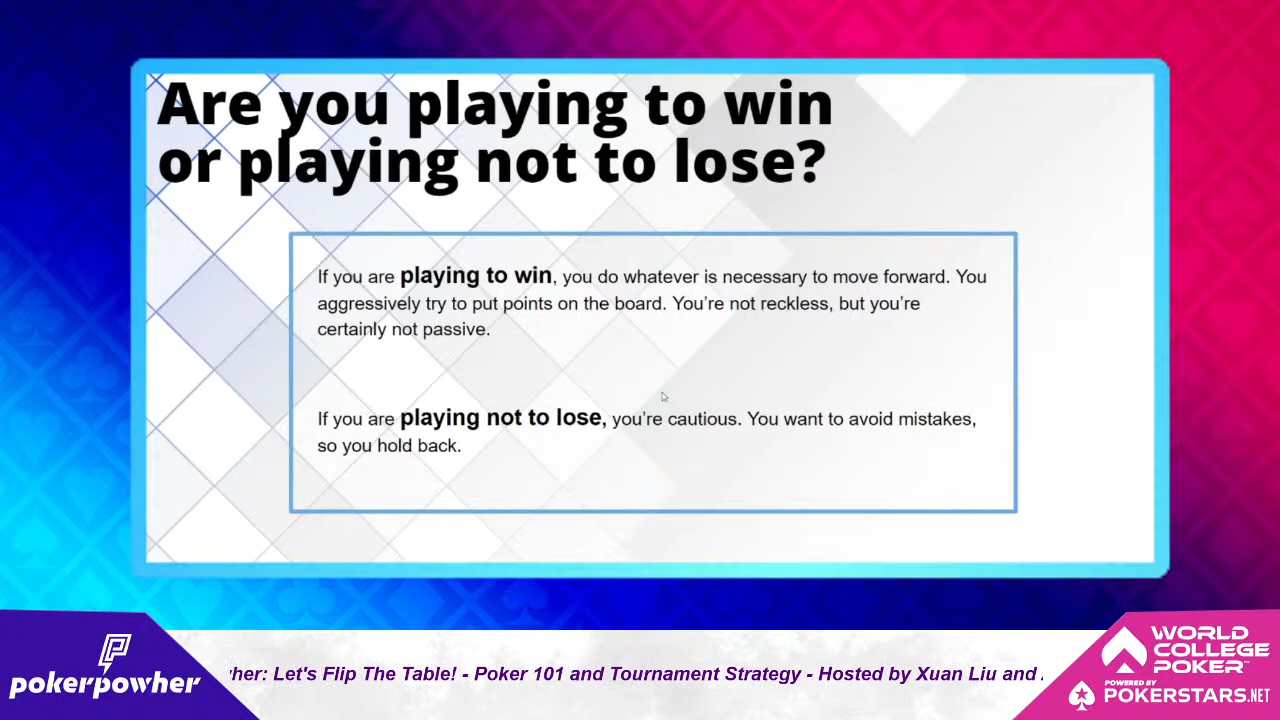 Are you playing to win
or playing not to lose?
If you are playing to win, you do whatever is necessary to move forward. You
aggressively try to put points on the board. You’re not reckless, but you’re
certainly not passive.
If you are playing not to lose, you’re cautious. You want to avoid mistakes,
so you hold back.
pokerpowher
her: Let's Flip The Table! - Poker 101 and Tournament Strategy - Hosted by Xuan Liu and
WORLD
COLLEGE
POKER™
POWERED BY
POKERSTARS.NET